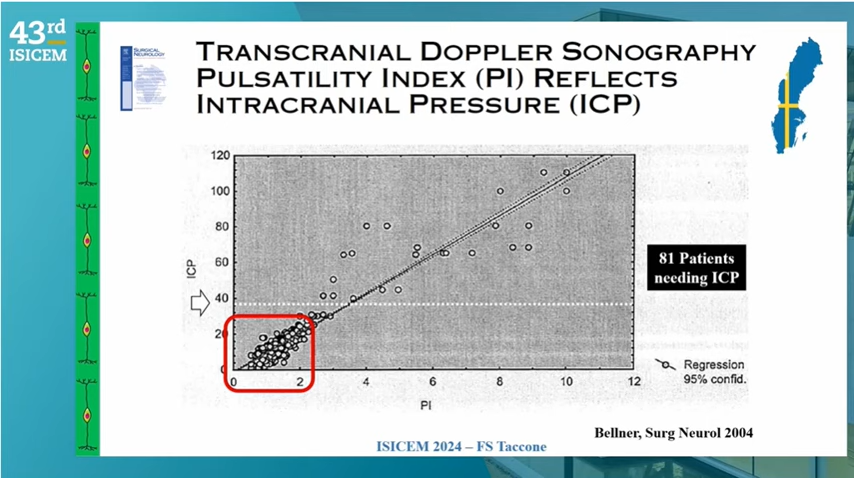 43rd
ISICEM
SURGICAL
NEUROLOGY
TRANSCRANIAL DOPPLER SONOGRAPHY
PULSATILITY INDEX (PI) REFLECTS
INTRACRANIAL PRESSURE (ICP)
120
100
80
60
40
20
0
ICP
0 2 4 6 8 10 12
PI
81 Patients
needing ICP
Regression
95% confid.
Bellner, Surg Neurol 2004
ISICEM 2024 – FS Taccone